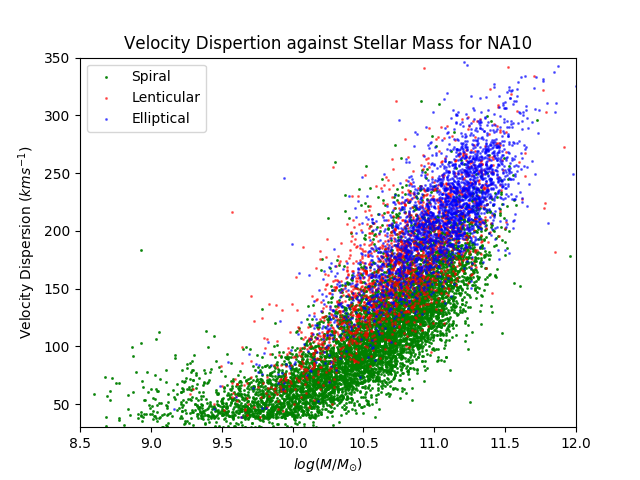 Velocity Dispertion against Stellar Mass for NA10
Spiral
Lenticular
Elliptical
Velocity Dispersion (kms⁻¹)
350
300
250
200
150
100
50
8.5 9.0 9.5 10.0 10.5 11.0 11.5 12.0
log(M/M⊙)